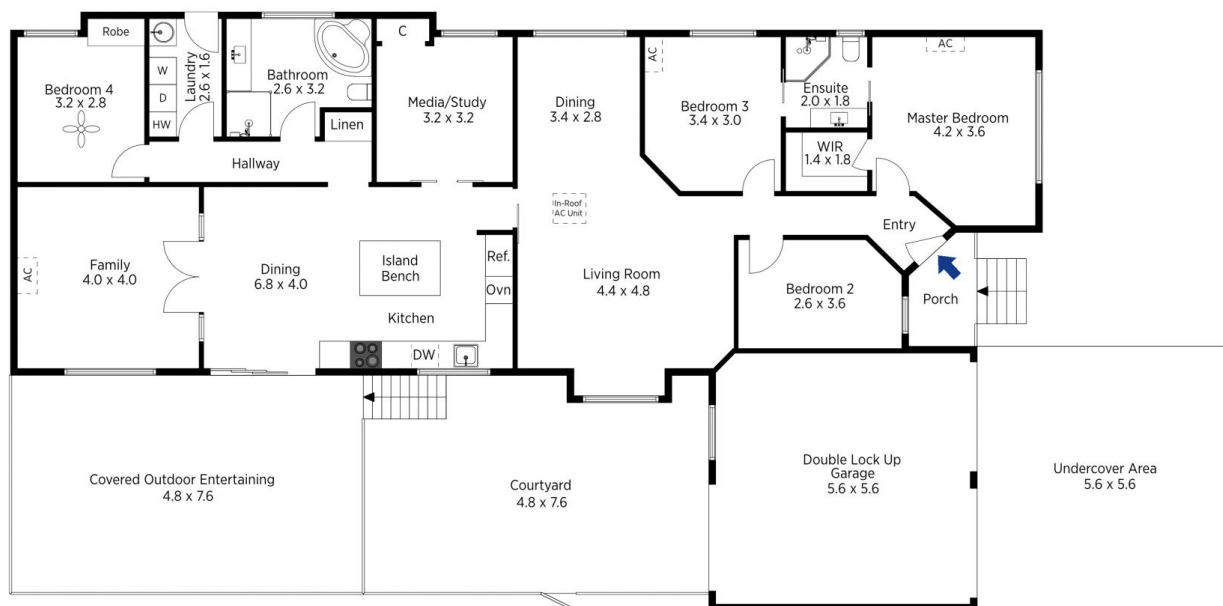 Robe
Bedroom 4
3.2 x 2.8
W
D
HW
Laundry
2.6 x 1.6
Bathroom
2.6 x 3.2
Linen
Hallway
C
Media/Study
3.2 x 3.2
Dining
3.4 x 2.8
AC
Bedroom 3
3.4 x 3.0
Ensuite
2.0 x 1.8
WIR
1.4 x 1.8
AC
Master Bedroom
4.2 x 3.6
In-Roof
AC Unit
Entry
AC
Family
4.0 x 4.0
Dining
6.8 x 4.0
Island
Bench
Ref.
Ovn
Kitchen
DW
Living Room
4.4 x 4.8
Bedroom 2
2.6 x 3.6
Porch
Covered Outdoor Entertaining
4.8 x 7.6
Courtyard
4.8 x 7.6
Double Lock Up
Garage
5.6 x 5.6
Undercover Area
5.6 x 5.6